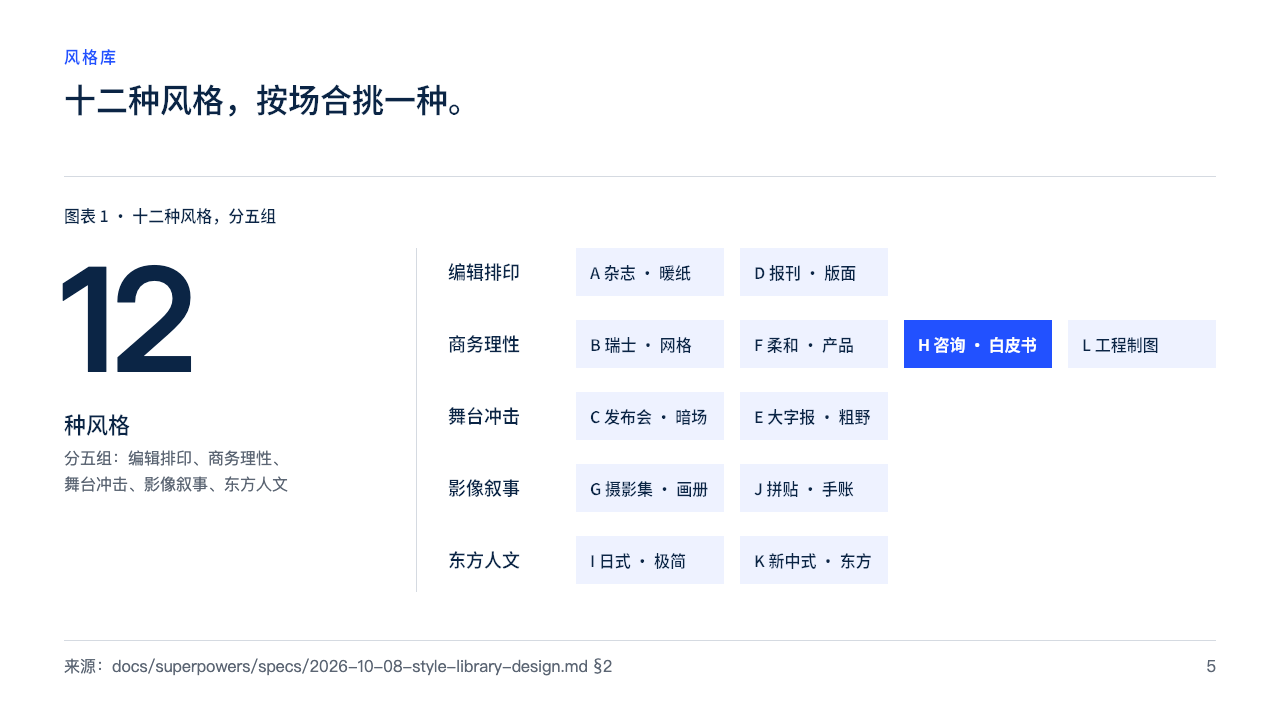 风格库
十二种风格，按场合挑一种。
图表 1 · 十二种风格，分五组
12
种风格
分五组：编辑排印、商务理性、
舞台冲击、影像叙事、东方人文
编辑排印
A 杂志 · 暖纸
D 报刊 · 版面
商务理性
B 瑞士 · 网格
F 柔和 · 产品
H 咨询 · 白皮书
L 工程制图
舞台冲击
C 发布会 · 暗场
E 大字报 · 粗野
影像叙事
G 摄影集 · 画册
J 拼贴 · 手账
东方人文
I 日式 · 极简
K 新中式 · 东方
来源：docs/superpowers/specs/2026-10-08-style-library-design.md §2
5